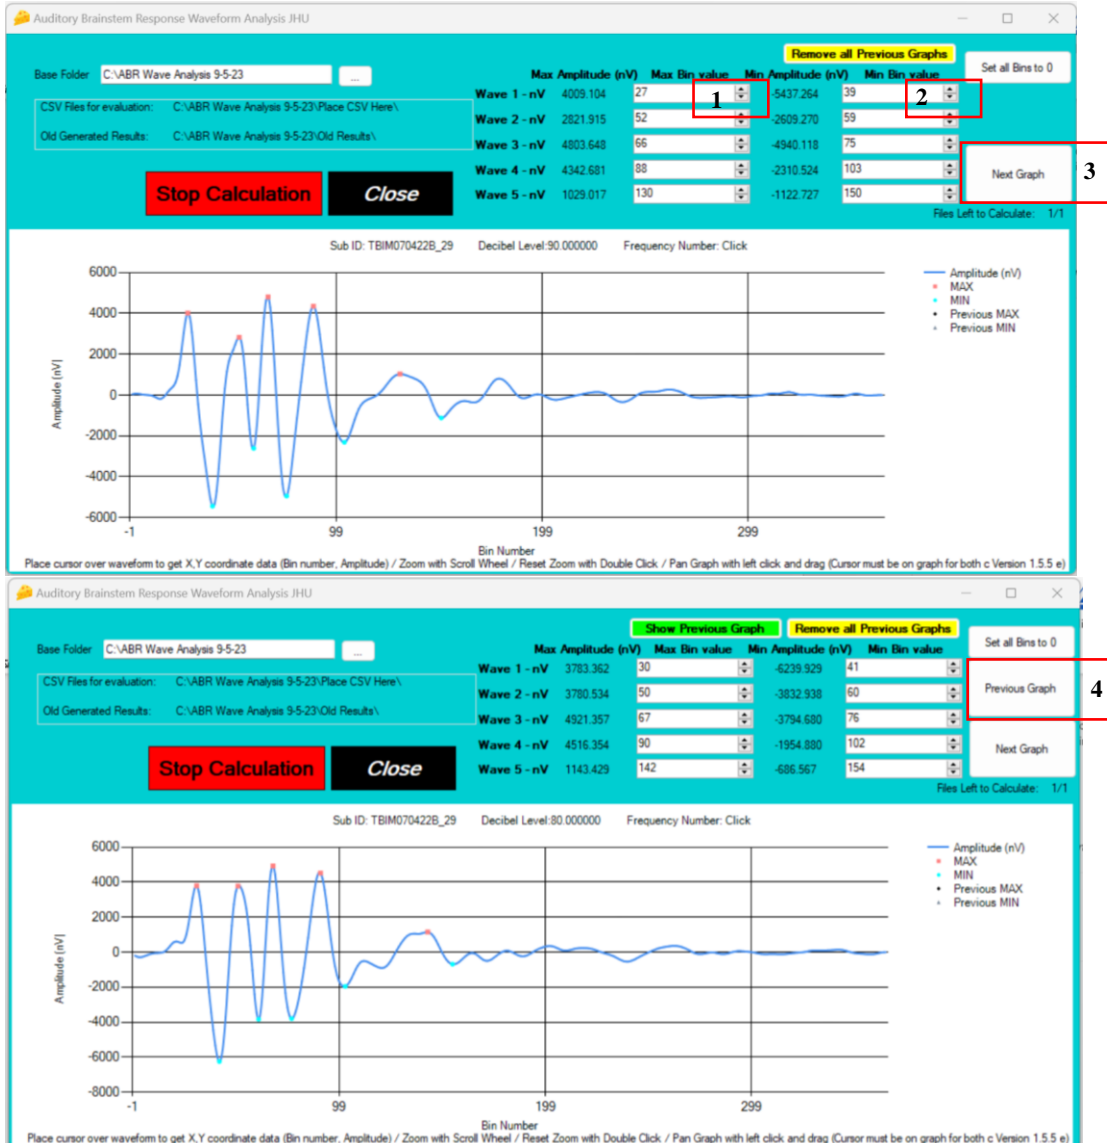 Auditory Brainstem Response Waveform Analysis JHU
Remove all Previous Graphs
Base Folder C:\ABR Wave Analysis 9-5-23 ...
Max Amplitude (nV) Max Bin value Min Amplitude (nV) Min Bin value Set all Bins to 0
CSV Files for evaluation: C:\ABR Wave Analysis 9-5-23\Place CSV Here\
Old Generated Results: C:\ABR Wave Analysis 9-5-23\Old Results\
Wave 1 - nV 4009.104 27 1 -5437.264 39 2
Wave 2 - nV 2821.915 52 -2609.270 59
Wave 3 - nV 4803.648 66 -4940.118 75
Wave 4 - nV 4342.681 88 -2310.524 103
Wave 5 - nV 1029.017 130 -1122.727 150
Next Graph 3
Stop Calculation Close
Files Left to Calculate: 1/1
Sub ID: TBIM070422B_29 Decibel Level:90.000000 Frequency Number: Click
Amplitude (nV)
MAX
MIN
Previous MAX
Previous MIN
6000
4000
2000
0
-2000
-4000
-6000
Amplitude (nV)
-1 99 199 299
Bin Number
Place cursor over waveform to get X,Y coordinate data (Bin number, Amplitude) / Zoom with Scroll Wheel / Reset Zoom with Double Click / Pan Graph with left click and drag (Cursor must be on graph for both c Version 1.5.5 e)
Auditory Brainstem Response Waveform Analysis JHU
Show Previous Graph Remove all Previous Graphs
Base Folder C:\ABR Wave Analysis 9-5-23 ...
Max Amplitude (nV) Max Bin value Min Amplitude (nV) Min Bin value Set all Bins to 0
CSV Files for evaluation: C:\ABR Wave Analysis 9-5-23\Place CSV Here\
Old Generated Results: C:\ABR Wave Analysis 9-5-23\Old Results\
Wave 1 - nV 3783.362 30 -6239.929 41
Wave 2 - nV 3780.534 50 -3832.938 60
Wave 3 - nV 4921.357 67 -3794.680 76
Wave 4 - nV 4516.354 90 -1954.880 102
Wave 5 - nV 1143.429 142 -686.567 154
Previous Graph 4
Next Graph
Stop Calculation Close
Files Left to Calculate: 1/1
Sub ID: TBIM070422B_29 Decibel Level:80.000000 Frequency Number: Click
Amplitude (nV)
MAX
MIN
Previous MAX
Previous MIN
6000
4000
2000
0
-2000
-4000
-6000
-8000
Amplitude (nV)
-1 99 199 299
Bin Number
Place cursor over waveform to get X,Y coordinate data (Bin number, Amplitude) / Zoom with Scroll Wheel / Reset Zoom with Double Click / Pan Graph with left click and drag (Cursor must be on graph for both c Version 1.5.5 e)